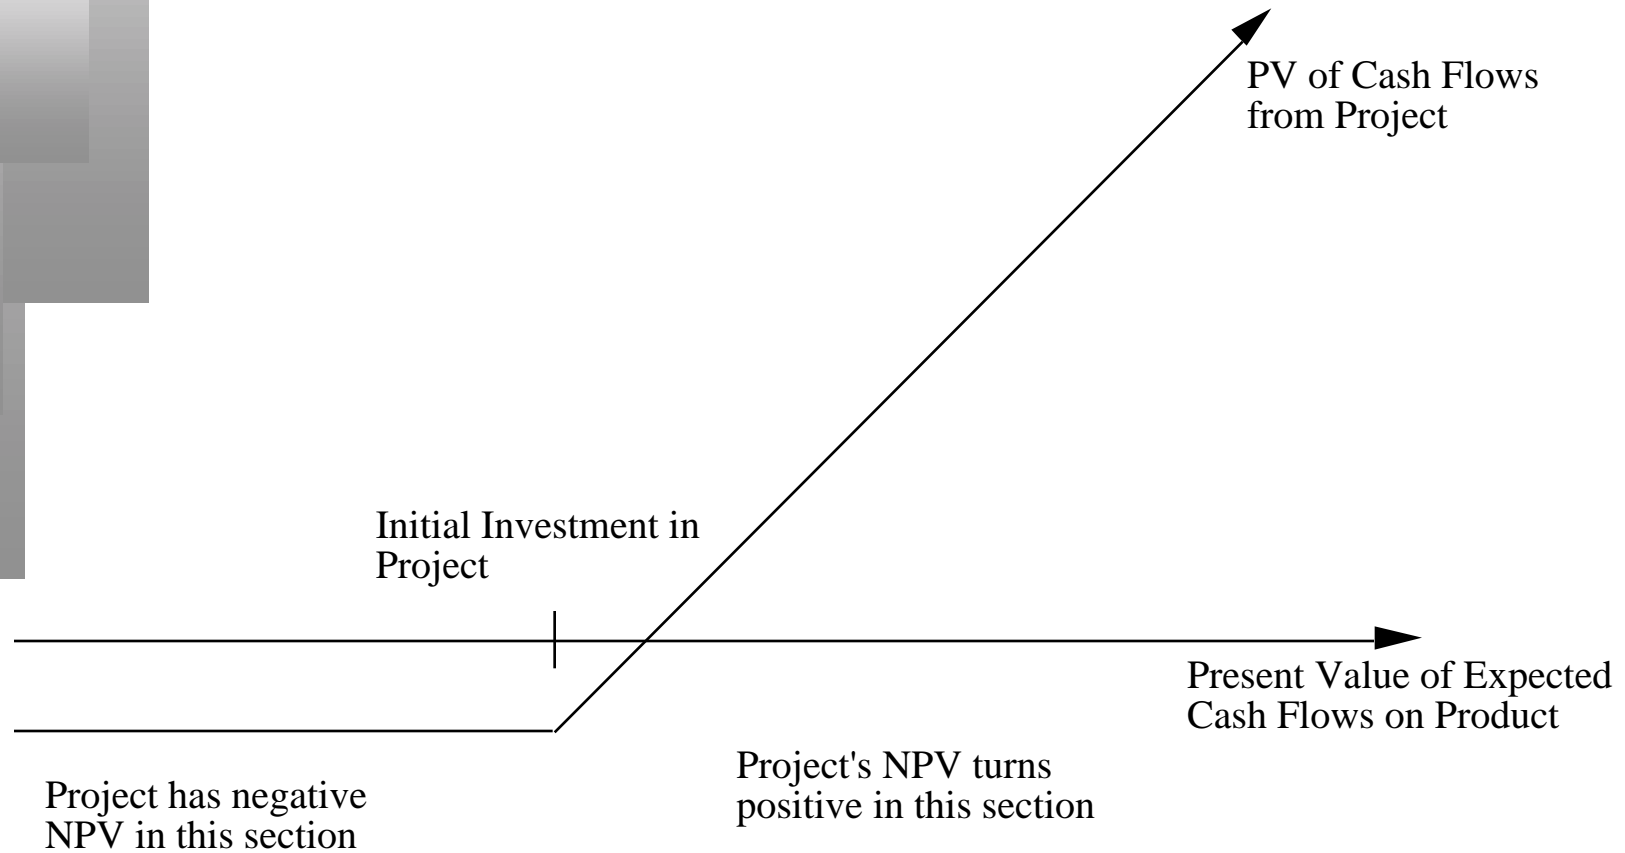 PV of Cash Flows
from Project
Initial Investment in
Project
Present Value of Expected
Cash Flows on Product
Project's NPV turns
positive in this section
Project has negative
NPV in this section